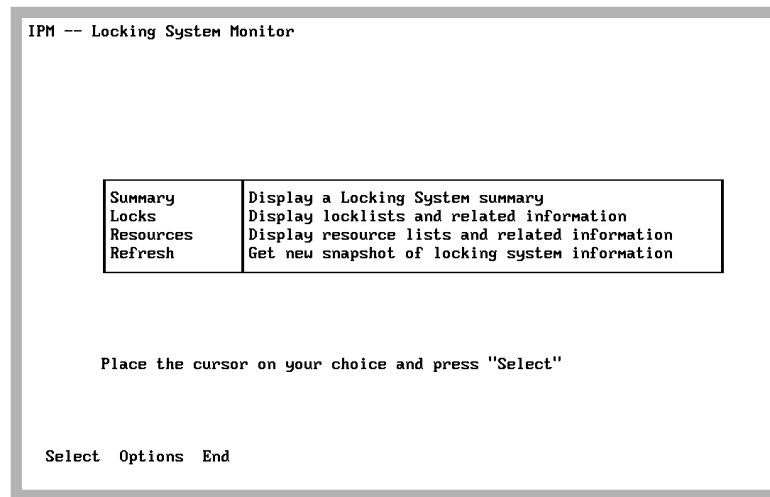 IPM -- Locking System Monitor
Summary Display a Locking System summary
Locks Display locklists and related information
Resources Display resource lists and related information
Refresh Get new snapshot of locking system information
Place the cursor on your choice and press "Select"
Select Options End